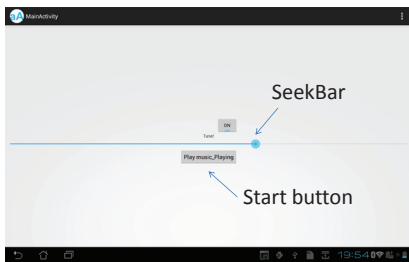 MainActivity
SeekBar
ON
Tune!
Play music_Playing
Start button
19:54